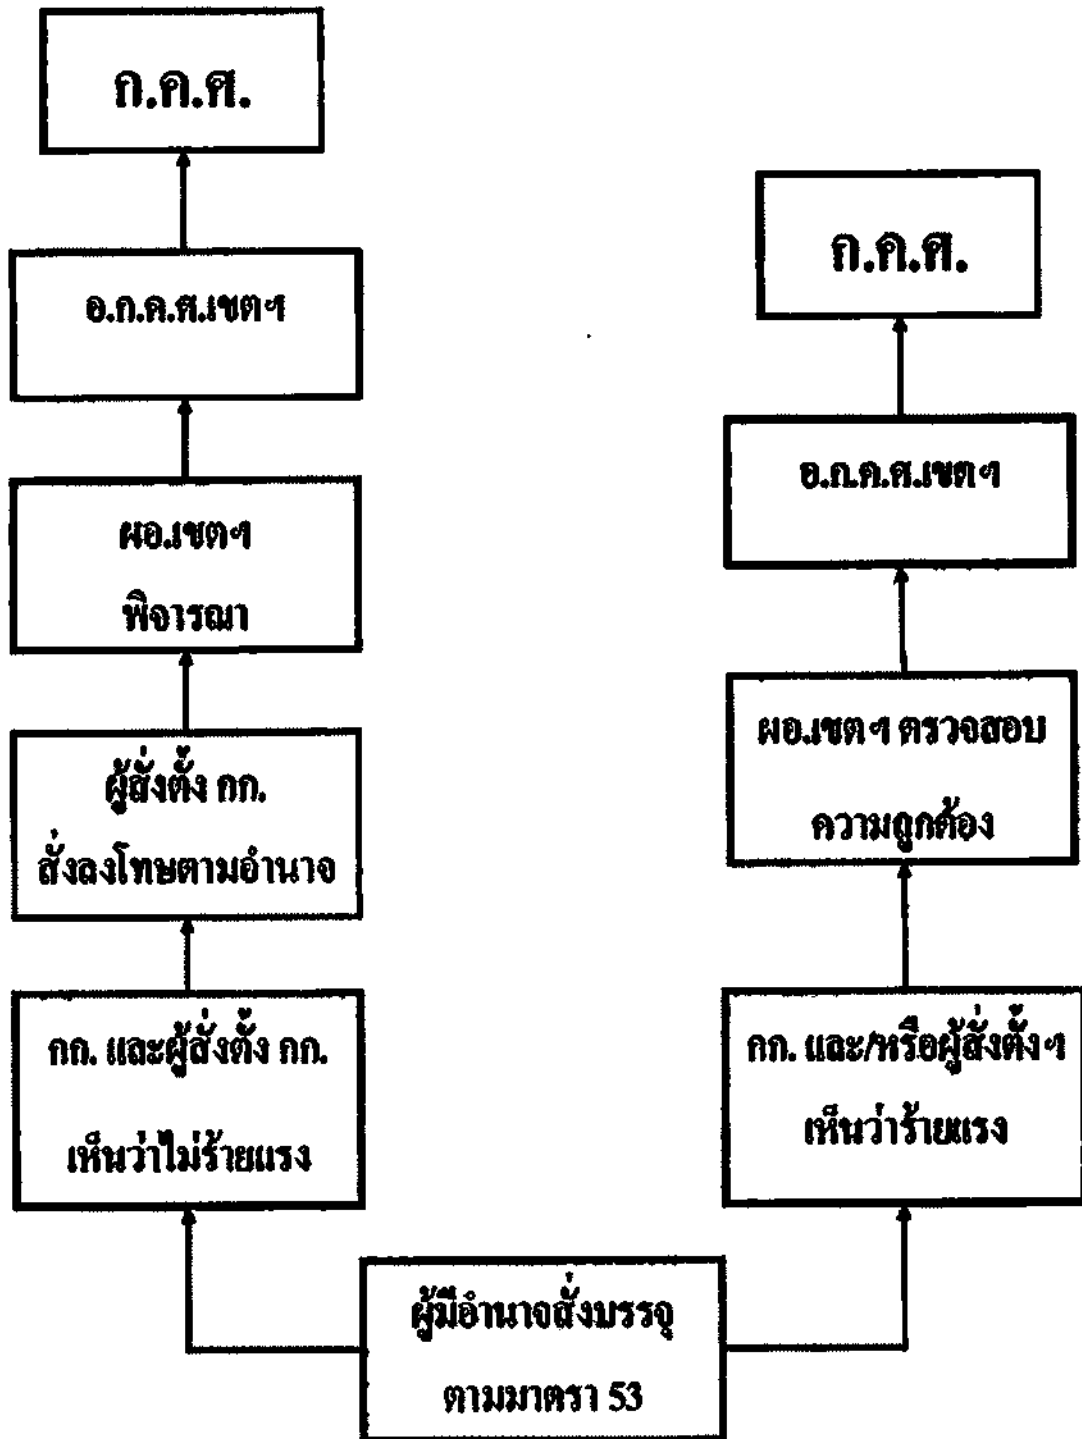 ก.ค.ศ.
อ.ก.ค.ศ.เขตฯ
ผอ.เขตฯ
พิจารณา
ผู้สั่งตั้ง กก.
สั่งลงโทษตามอำนาจ
กก. และผู้สั่งตั้ง กก.
เห็นว่าไม่ร้ายแรง
ก.ค.ศ.
อ.ก.ค.ศ.เขตฯ
ผอ.เขตฯ ตรวจสอบ
ความถูกต้อง
กก. และ/หรือผู้สั่งตั้งฯ
เห็นว่าร้ายแรง
ผู้มีอำนาจสั่งบรรจุ
ตามมาตรา 53